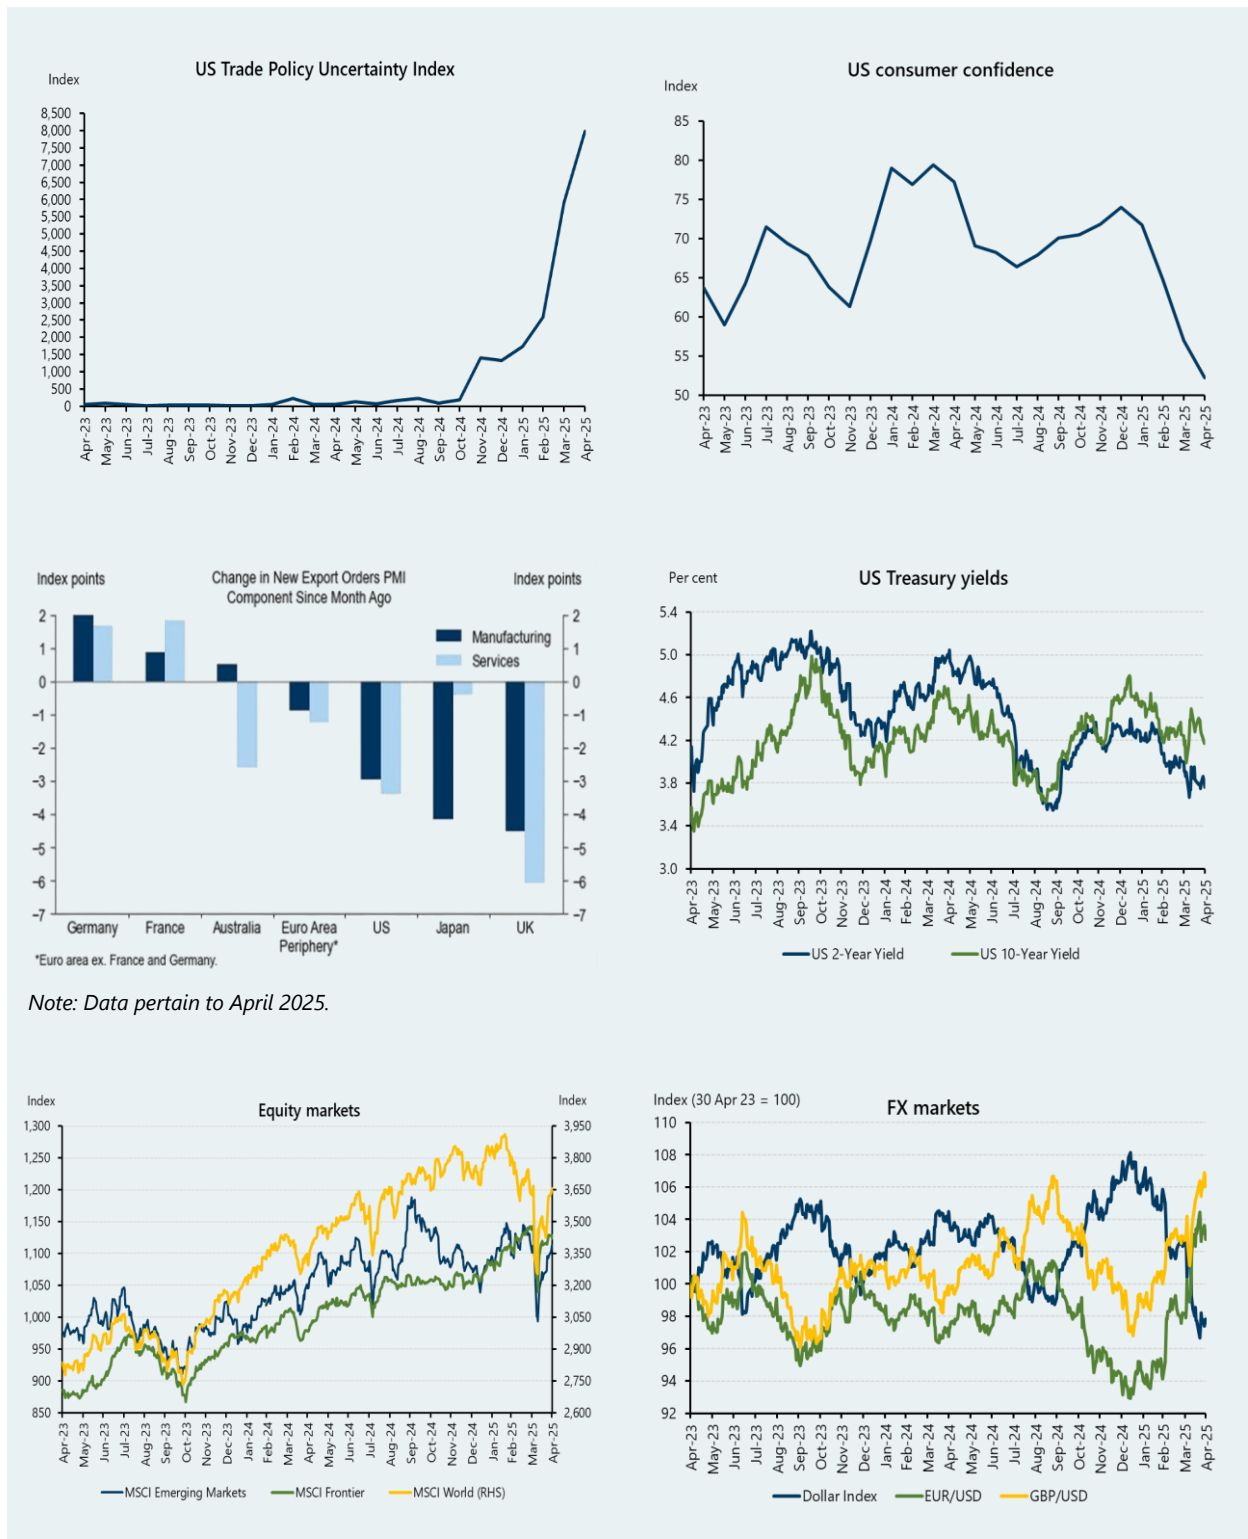 US Trade Policy Uncertainty Index
Index
8,500
8,000
7,500
7,000
6,500
6,000
5,500
5,000
4,500
4,000
3,500
3,000
2,500
2,000
1,500
1,000
500
0
Apr-23
May-23
Jun-23
Jul-23
Aug-23
Sep-23
Oct-23
Nov-23
Dec-23
Jan-24
Feb-24
Mar-24
Apr-24
May-24
Jun-24
Jul-24
Aug-24
Sep-24
Oct-24
Nov-24
Dec-24
Jan-25
Feb-25
Mar-25
Apr-25
US consumer confidence
Index
85
80
75
70
65
60
55
50
Apr-23
May-23
Jun-23
Jul-23
Aug-23
Sep-23
Oct-23
Nov-23
Dec-23
Jan-24
Feb-24
Mar-24
Apr-24
May-24
Jun-24
Jul-24
Aug-24
Sep-24
Oct-24
Nov-24
Dec-24
Jan-25
Feb-25
Mar-25
Apr-25
Index points
Change in New Export Orders PMI
Component Since Month Ago
Index points
2
1
0
−1
−2
−3
−4
−5
−6
−7
2
1
0
−1
−2
−3
−4
−5
−6
−7
Manufacturing
Services
Germany
France
Australia
Euro Area
Periphery*
US
Japan
UK
*Euro area ex. France and Germany.
Note: Data pertain to April 2025.
Per cent
US Treasury yields
5.4
5.0
4.6
4.2
3.8
3.4
3.0
Apr-23
May-23
Jun-23
Jul-23
Aug-23
Sep-23
Oct-23
Nov-23
Dec-23
Jan-24
Feb-24
Mar-24
Apr-24
May-24
Jun-24
Jul-24
Aug-24
Sep-24
Oct-24
Nov-24
Dec-24
Jan-25
Feb-25
Mar-25
Apr-25
US 2-Year Yield
US 10-Year Yield
Index
Equity markets
Index
1,300
1,250
1,200
1,150
1,100
1,050
1,000
950
900
850
3,950
3,800
3,650
3,500
3,350
3,200
3,050
2,900
2,750
2,600
Apr-23
May-23
Jun-23
Jul-23
Aug-23
Sep-23
Oct-23
Nov-23
Dec-23
Jan-24
Feb-24
Mar-24
Apr-24
May-24
Jun-24
Jul-24
Aug-24
Sep-24
Oct-24
Nov-24
Dec-24
Jan-25
Feb-25
Mar-25
Apr-25
MSCI Emerging Markets
MSCI Frontier
MSCI World (RHS)
Index (30 Apr 23 = 100)
FX markets
110
108
106
104
102
100
98
96
94
92
Apr-23
May-23
Jun-23
Jul-23
Aug-23
Sep-23
Oct-23
Nov-23
Dec-23
Jan-24
Feb-24
Mar-24
Apr-24
May-24
Jun-24
Jul-24
Aug-24
Sep-24
Oct-24
Nov-24
Dec-24
Jan-25
Feb-25
Mar-25
Apr-25
Dollar Index
EUR/USD
GBP/USD